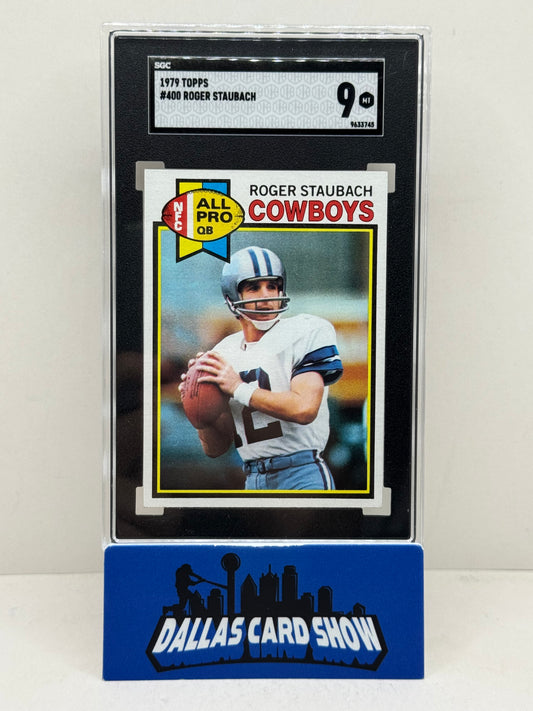 SGC
1979 TOPPS
#400 ROGER STAUBACH
9
MT
9633745
NFC
ALL
PRO
QB
ROGER STAUBACH
COWBOYS
12
DALLAS CARD SHOW